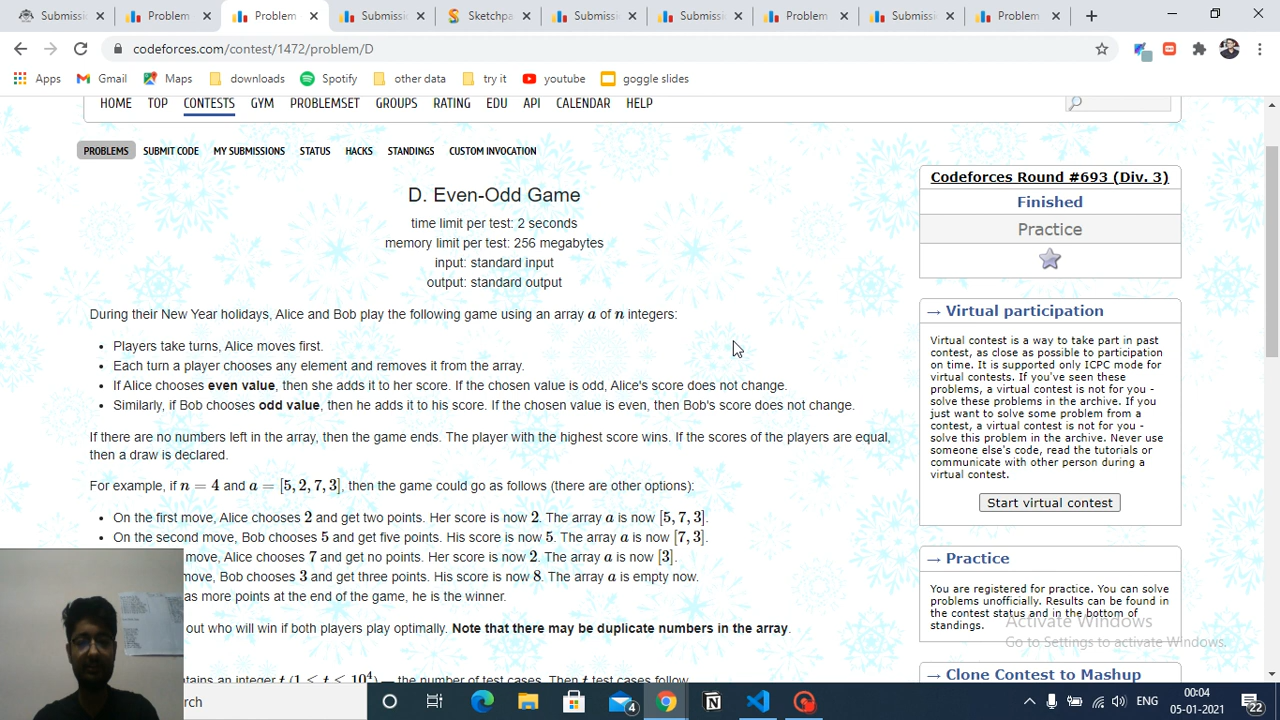 Submissi
Problem
Problem
Submissi
Sketchpa
Submissi
Submissi
Problem
Submissi
Problem
codeforces.com/contest/1472/problem/D
Apps Gmail Maps downloads Spotify other data try it youtube goggle slides
HOME TOP CONTESTS GYM PROBLEMSET GROUPS RATING EDU API CALENDAR HELP
PROBLEMS SUBMIT CODE MY SUBMISSIONS STATUS HACKS STANDINGS CUSTOM INVOCATION
D. Even-Odd Game
time limit per test: 2 seconds
memory limit per test: 256 megabytes
input: standard input
output: standard output
During their New Year holidays, Alice and Bob play the following game using an array a of n integers:
• Players take turns, Alice moves first.
• Each turn a player chooses any element and removes it from the array.
• If Alice chooses even value, then she adds it to her score. If the chosen value is odd, Alice's score does not change.
• Similarly, if Bob chooses odd value, then he adds it to his score. If the chosen value is even, then Bob's score does not change.
If there are no numbers left in the array, then the game ends. The player with the highest score wins. If the scores of the players are equal,
then a draw is declared.
For example, if n = 4 and a = [5, 2, 7, 3], then the game could go as follows (there are other options):
• On the first move, Alice chooses 2 and get two points. Her score is now 2. The array a is now [5, 7, 3].
• On the second move, Bob chooses 5 and get five points. His score is now 5. The array a is now [7, 3].
move, Alice chooses 7 and get no points. Her score is now 2. The array a is now [3].
move, Bob chooses 3 and get three points. His score is now 8. The array a is empty now.
as more points at the end of the game, he is the winner.
out who will win if both players play optimally. Note that there may be duplicate numbers in the array.
ntains an integer t (1 ≤ t ≤ 10^4) — the number of test cases. Then t test cases follow.
Codeforces Round #693 (Div. 3)
Finished
Practice
→ Virtual participation
Virtual contest is a way to take part in past
contest, as close as possible to participation
on time. It is supported only ICPC mode for
virtual contests. If you've seen these
problems, a virtual contest is not for you -
solve these problems in the archive. If you
just want to solve some problem from a
contest, a virtual contest is not for you -
solve this problem in the archive. Never use
someone else's code, read the tutorials or
communicate with other person during a
virtual contest.
Start virtual contest
→ Practice
You are registered for practice. You can solve
problems unofficially. Results can be found in
the contest status and in the bottom of
standings.
Activate Windows
Go to Settings to activate Windows.
→ Clone Contest to Mashup
rch
4
ENG
00:04
05-01-2021
22